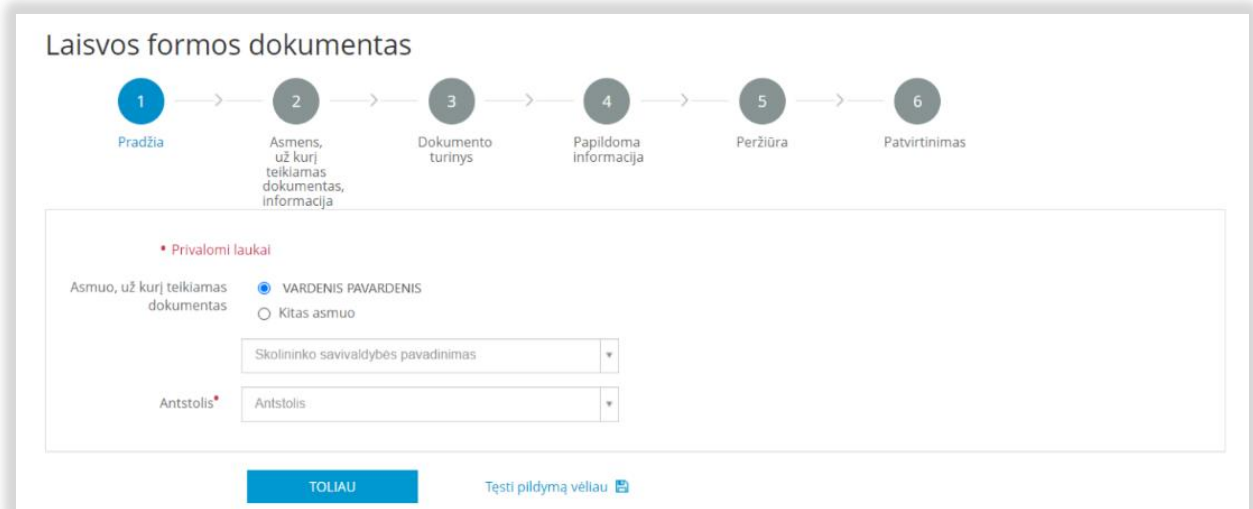 Laisvos formos dokumentas
1
2
3
4
5
6
Pradžia
Asmens,
už kurį
teikiamas
dokumentas,
informacija
Dokumento
turinys
Papildoma
informacija
Peržiūra
Patvirtinimas
* Privalomi laukai
Asmuo, už kurį teikiamas
dokumentas
VARDENIS PAVARDENIS
Kitas asmuo
Skolininko savivaldybės pavadinimas
Antstolis*
Antstolis
TOLIAU
Tęsti pildymą vėliau